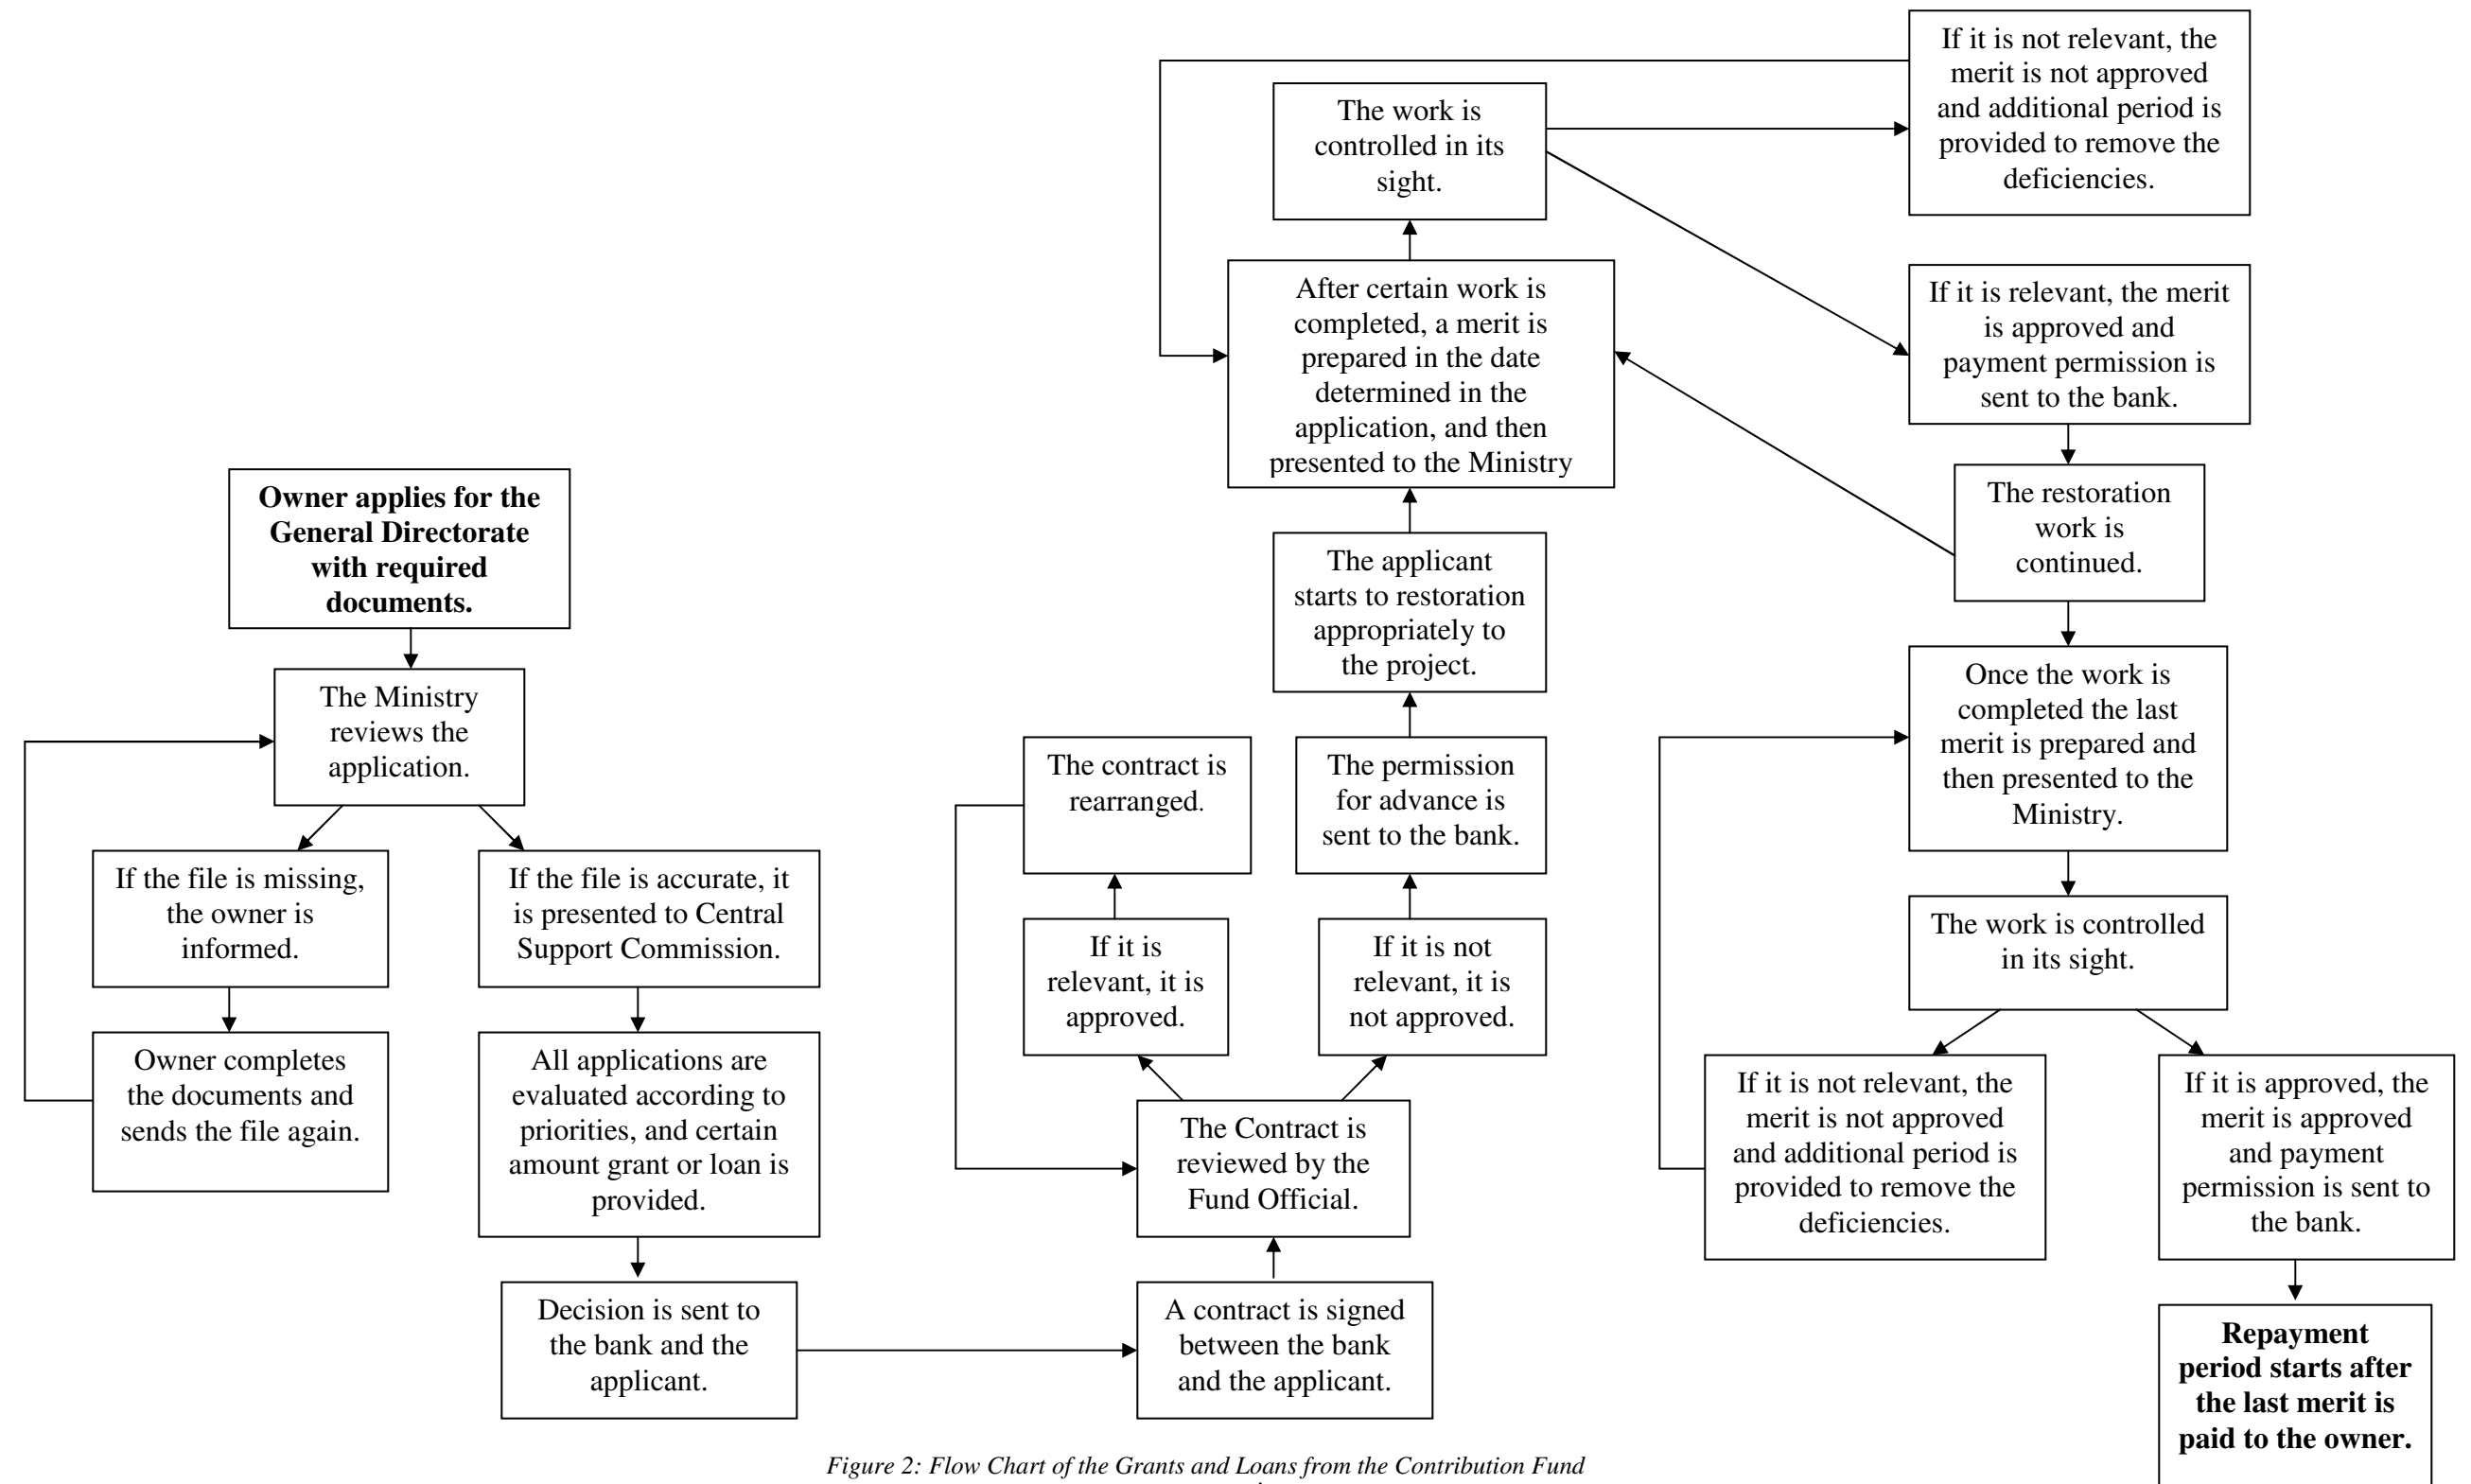 Owner applies for the
General Directorate
with required
documents.
The Ministry
reviews the
application.
If the file is missing,
the owner is
informed.
Owner completes
the documents and
sends the file again.
If the file is accurate, it
is presented to Central
Support Commission.
All applications are
evaluated according to
priorities, and certain
amount grant or loan is
provided.
Decision is sent to
the bank and the
applicant.
A contract is signed
between the bank
and the applicant.
The Contract is
reviewed by the
Fund Official.
If it is
relevant, it is
approved.
The contract is
rearranged.
If it is not
relevant, it is
not approved.
The permission
for advance is
sent to the bank.
The applicant
starts to restoration
appropriately to
the project.
After certain work is
completed, a merit is
prepared in the date
determined in the
application, and then
presented to the Ministry
The work is
controlled in its
sight.
If it is not relevant, the
merit is not approved
and additional period is
provided to remove the
deficiencies.
If it is relevant, the merit
is approved and
payment permission is
sent to the bank.
The restoration
work is
continued.
Once the work is
completed the last
merit is prepared and
then presented to the
Ministry.
The work is controlled
in its sight.
If it is not relevant, the
merit is not approved
and additional period is
provided to remove the
deficiencies.
If it is approved, the
merit is approved
and payment
permission is sent to
the bank.
Repayment
period starts after
the last merit is
paid to the owner.
Figure 2: Flow Chart of the Grants and Loans from the Contribution Fund